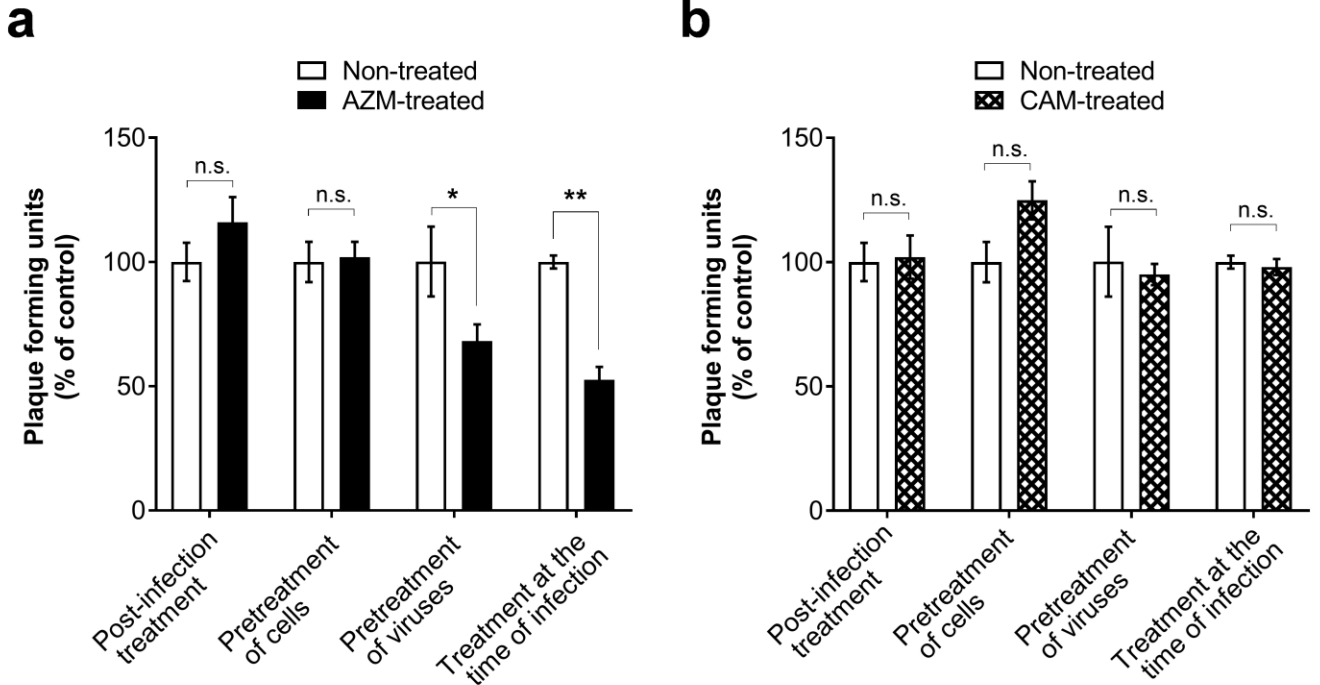 a
Non-treated
AZM-treated
Plaque forming units
(% of control)
150
100
50
0
n.s.
n.s.
*
**
Post-infection
treatment
Pretreatment
of cells
Pretreatment
of viruses
Treatment at the
time of infection
b
Non-treated
CAM-treated
Plaque forming units
(% of control)
150
100
50
0
n.s.
n.s.
n.s.
n.s.
Post-infection
treatment
Pretreatment
of cells
Pretreatment
of viruses
Treatment at the
time of infection